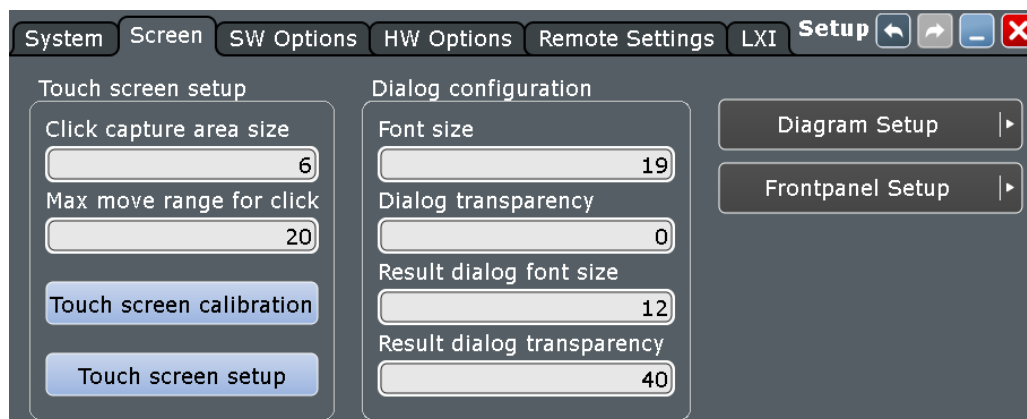 System Screen SW Options HW Options Remote Settings LXI Setup
Touch screen setup
Click capture area size
6
Max move range for click
20
Touch screen calibration
Touch screen setup
Dialog configuration
Font size
19
Dialog transparency
0
Result dialog font size
12
Result dialog transparency
40
Diagram Setup
Frontpanel Setup